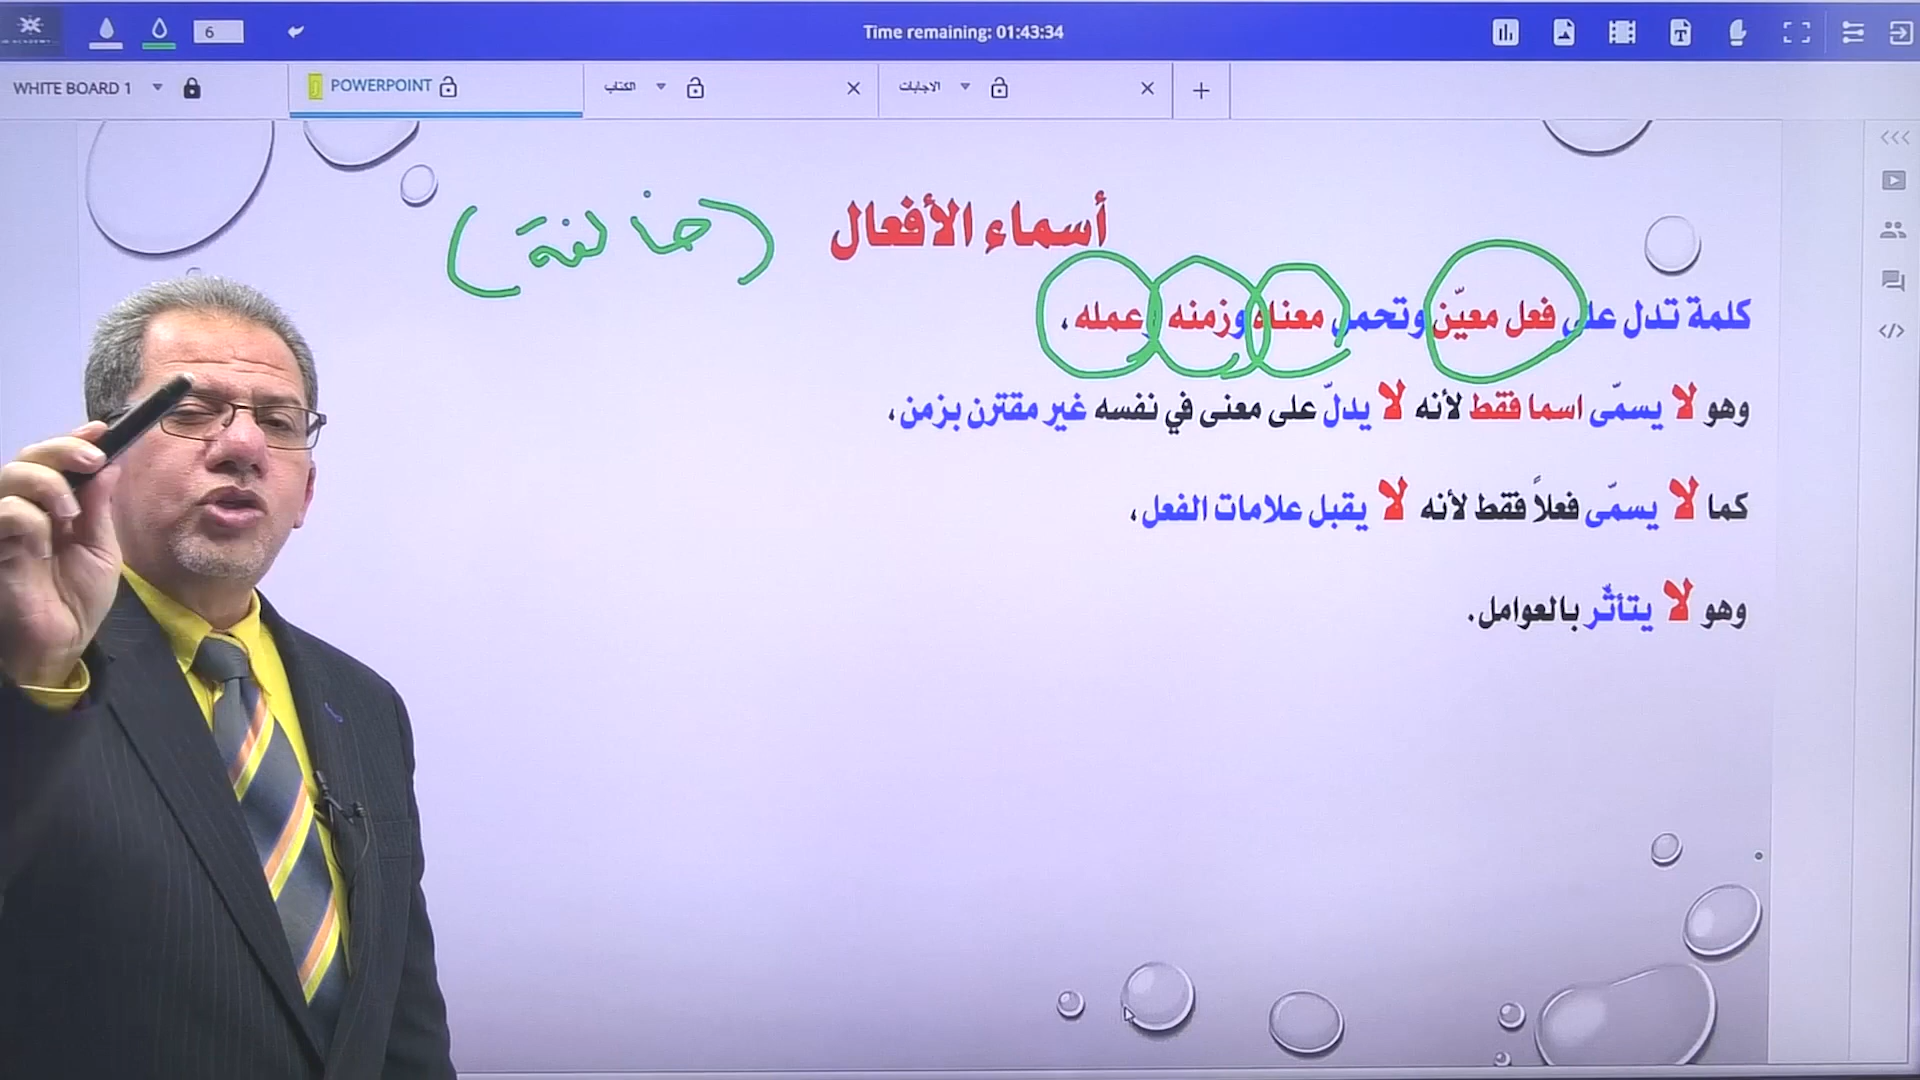 6
Time remaining: 01:43:34
WHITE BOARD 1
POWERPOINT
الكتاب
الاجابات
أسماء الأفعال (خالفة)
كلمة تدل على فعل معيّن وتحمل معناه وزمنه وعمله،
وهو لا يسمّى اسما فقط لأنه لا يدلّ على معنى في نفسه غير مقترن بزمن،
كما لا يسمّى فعلاً فقط لأنه لا يقبل علامات الفعل،
وهو لا يتأثّر بالعوامل.